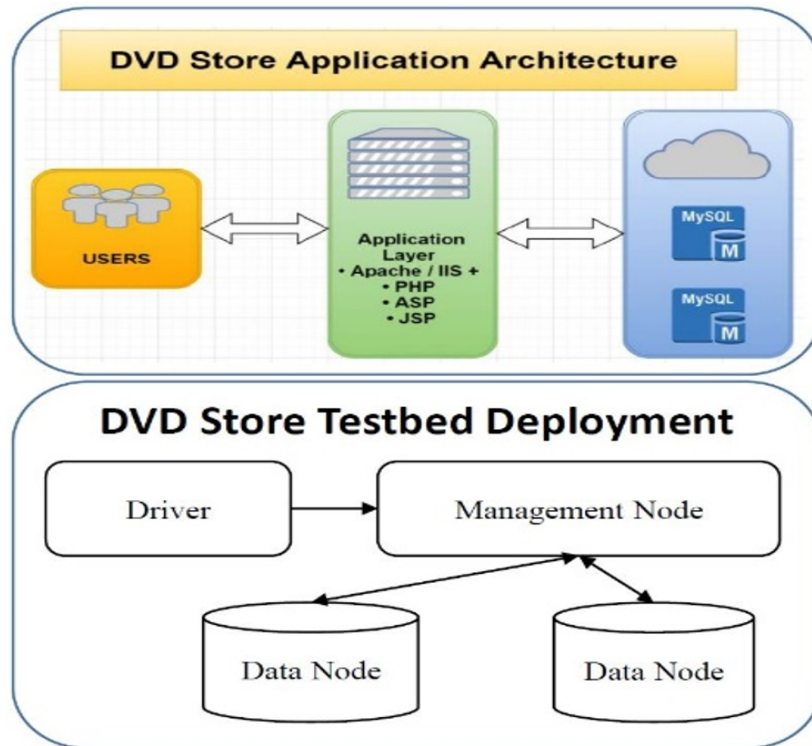 DVD Store Application Architecture
USERS
Application
Layer
• Apache / IIS +
• PHP
• ASP
• JSP
MySQL
M
MySQL
M
DVD Store Testbed Deployment
Driver
Management Node
Data Node
Data Node